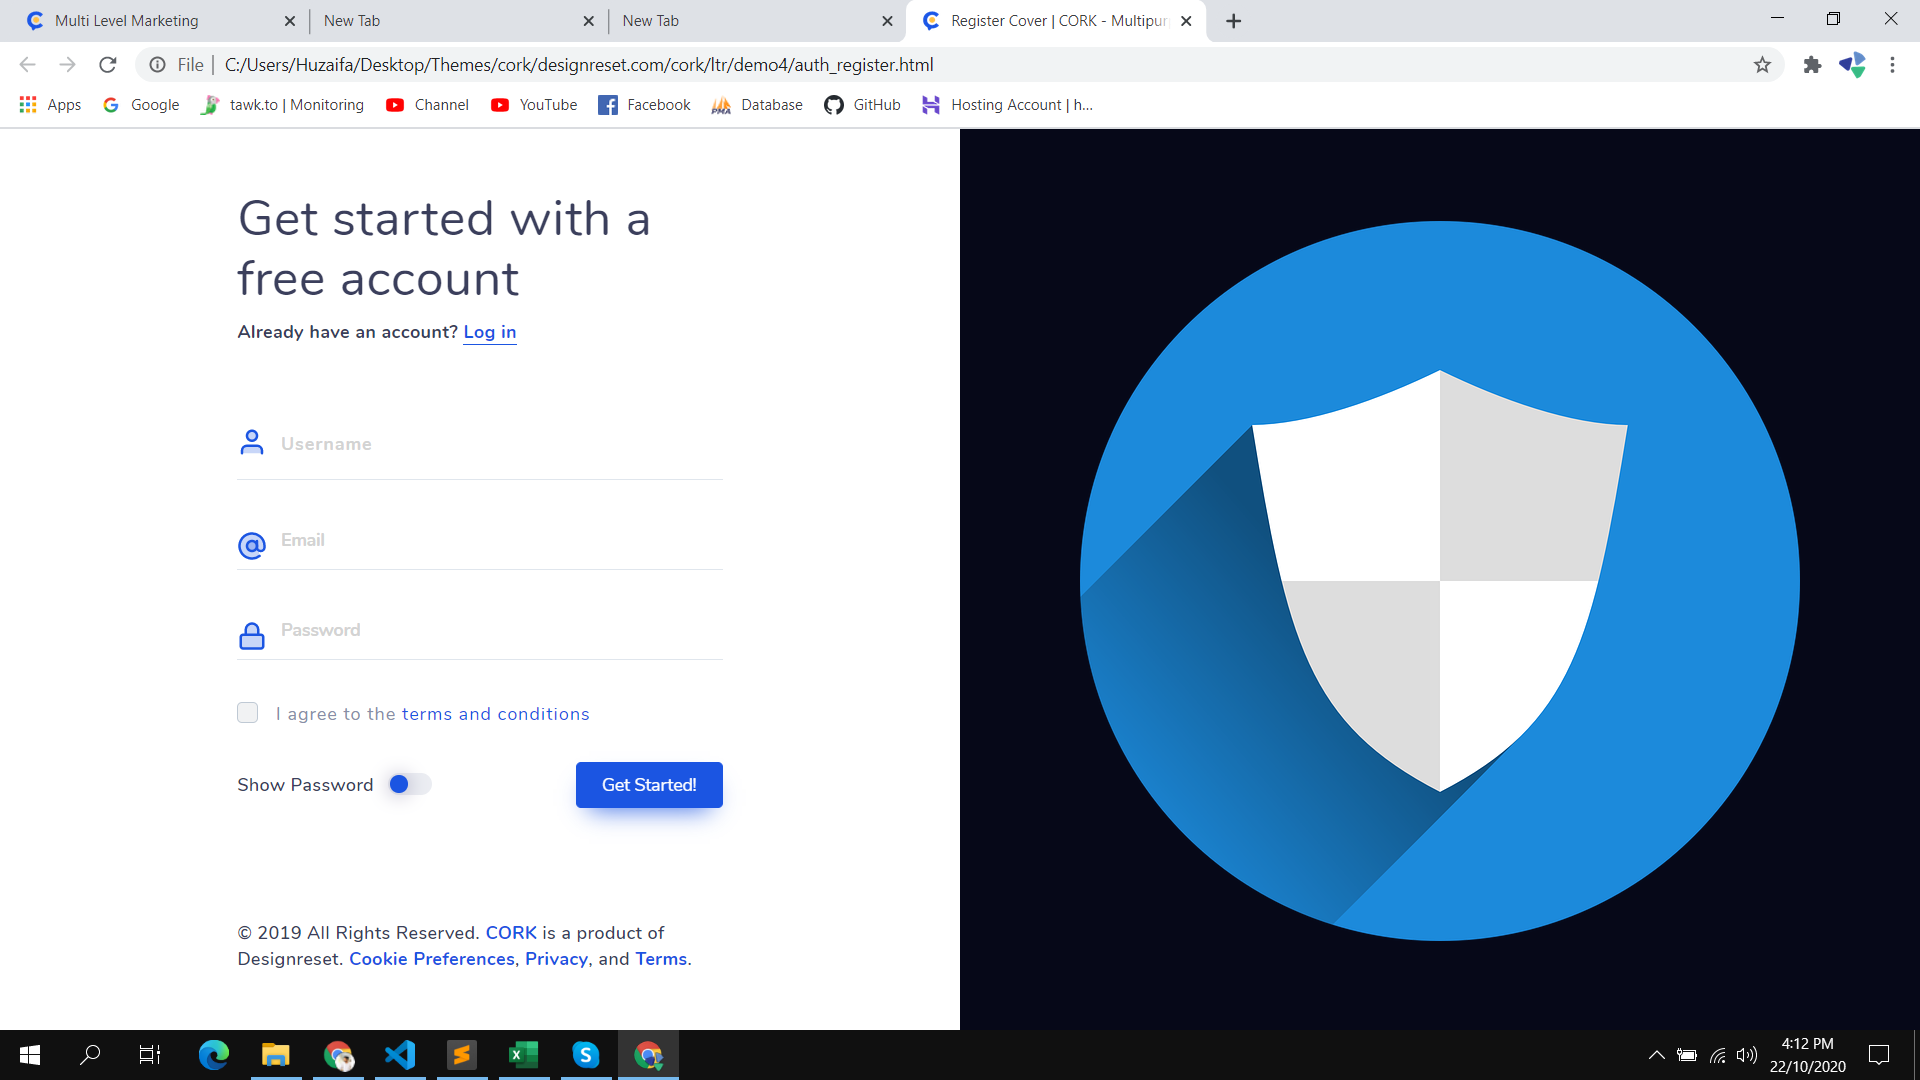 Multi Level Marketing
New Tab
New Tab
Register Cover | CORK - Multipur
File | C:/Users/Huzaifa/Desktop/Themes/cork/designreset.com/cork/ltr/demo4/auth_register.html
Apps
Google
tawk.to | Monitoring
Channel
YouTube
Facebook
PMA
Database
GitHub
Hosting Account | h...
Get started with a
free account
Already have an account? Log in
Username
Email
Password
I agree to the terms and conditions
Show Password
Get Started!
© 2019 All Rights Reserved. CORK is a product of
Designreset. Cookie Preferences, Privacy, and Terms.
4:12 PM
22/10/2020